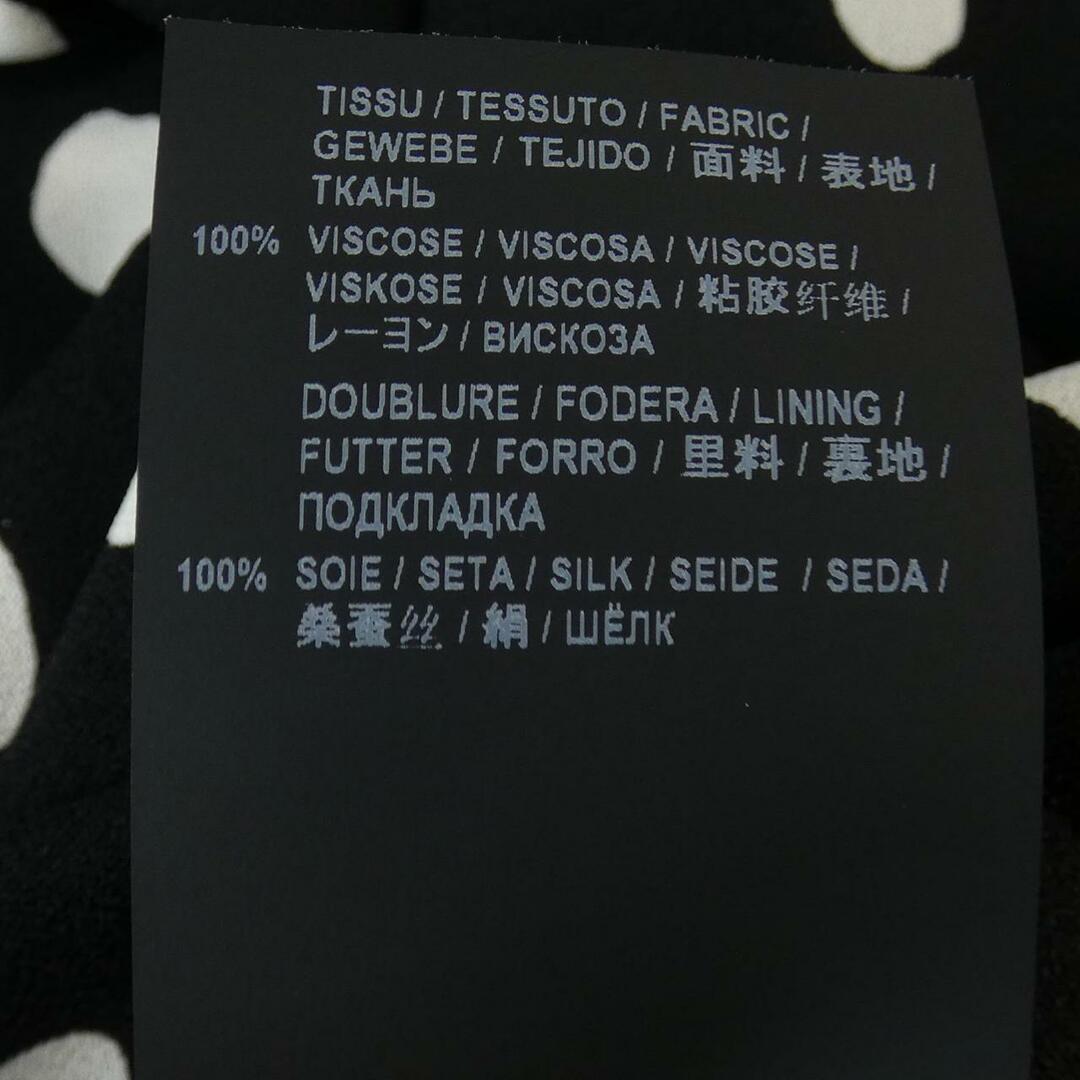 TISSU / TESSUTO / FABRIC /
GEWEBE / TEJIDO / 面料 / 表地 /
ТКАНЬ
100% VISCOSE / VISCOSA / VISCOSE /
VISKOSE / VISCOSA / 粘胶纤维 /
レーヨン / ВИСКОЗА
DOUBLURE / FODERA / LINING /
FUTTER / FORRO / 里料 / 裏地 /
ПОДКЛАДКА
100% SOIE / SETA / SILK / SEIDE / SEDA /
桑蚕丝 / 絹 / ШЁЛК